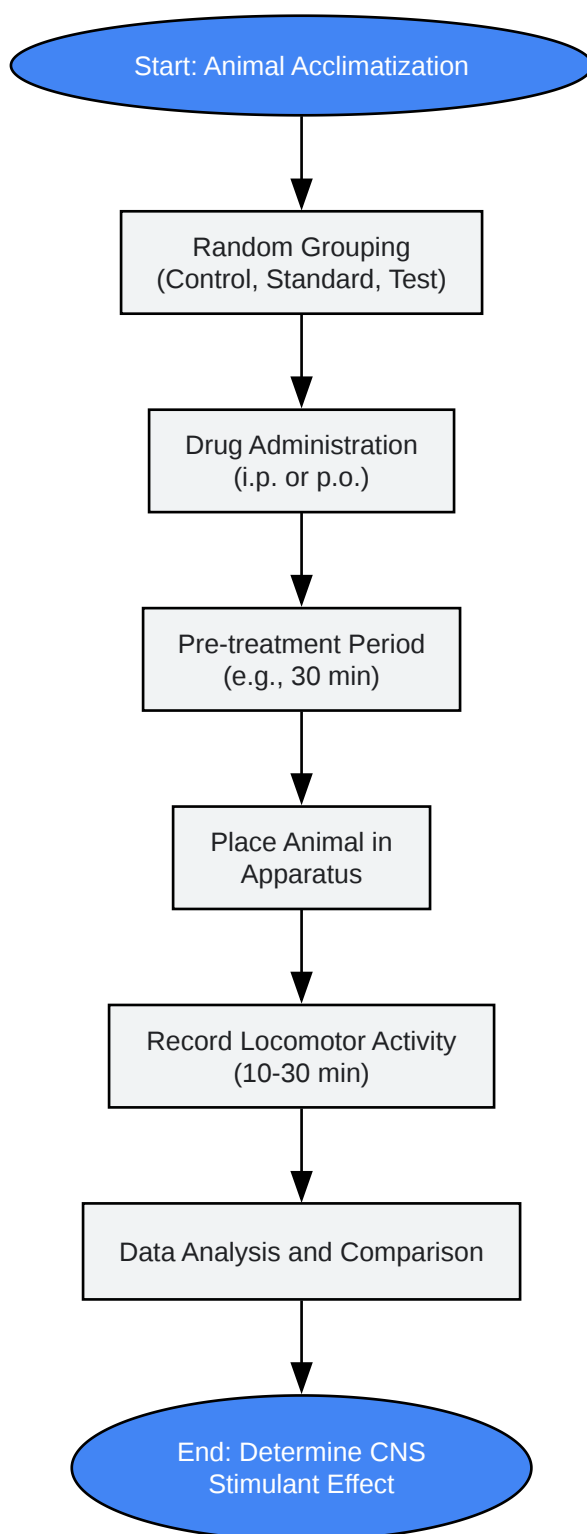 Start: Animal Acclimatization
Random Grouping
(Control, Standard, Test)
Drug Administration
(i.p. or p.o.)
Pre-treatment Period
(e.g., 30 min)
Place Animal in
Apparatus
Record Locomotor Activity
(10-30 min)
Data Analysis and Comparison
End: Determine CNS
Stimulant Effect